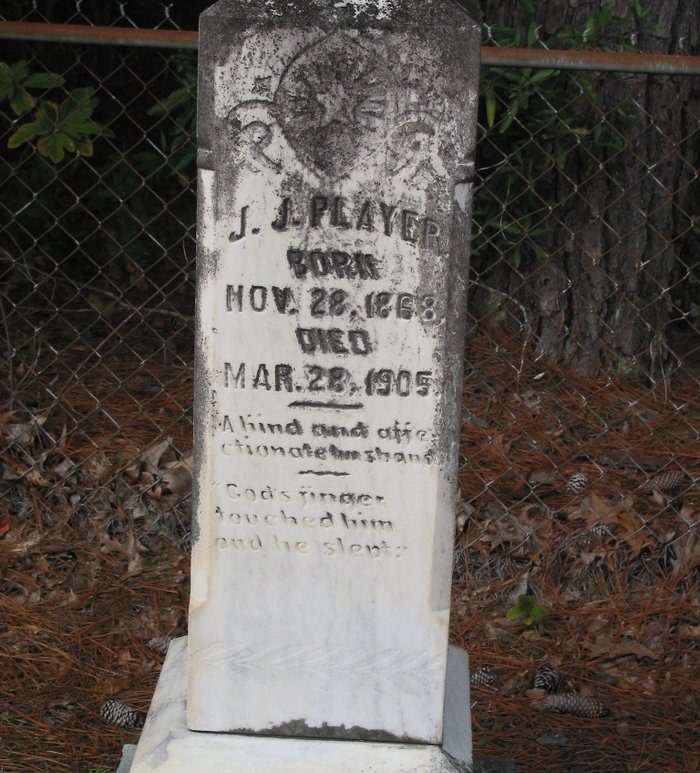 J. J. PLAYER
BORN
NOV. 28, 1868.
DIED
MAR. 28, 1905.
A kind and affe-
ctionate husband.
"God's finger
touched him
and he slept."